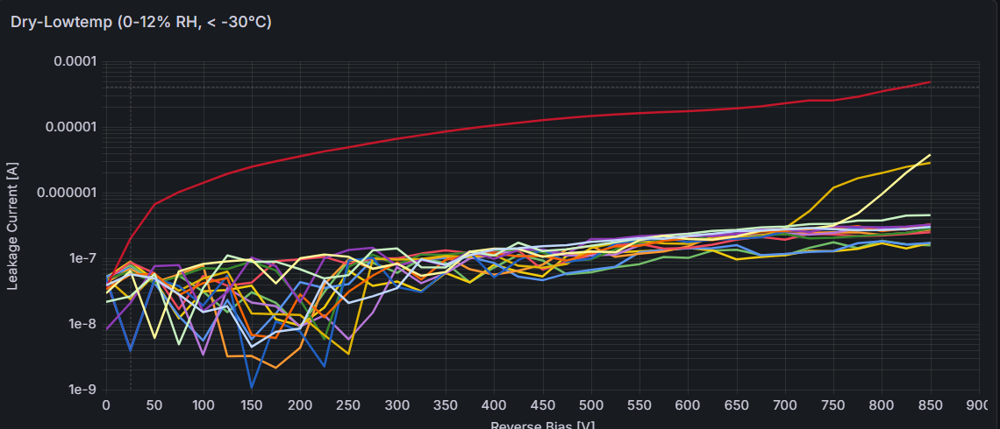 Dry-Lowtemp (0-12% RH, < -30°C)
0.0001
0.00001
0.000001
1e-7
1e-8
1e-9
Leakage Current [A]
0 50 100 150 200 250 300 350 400 450 500 550 600 650 700 750 800 850 900
Reverse Bias [V]